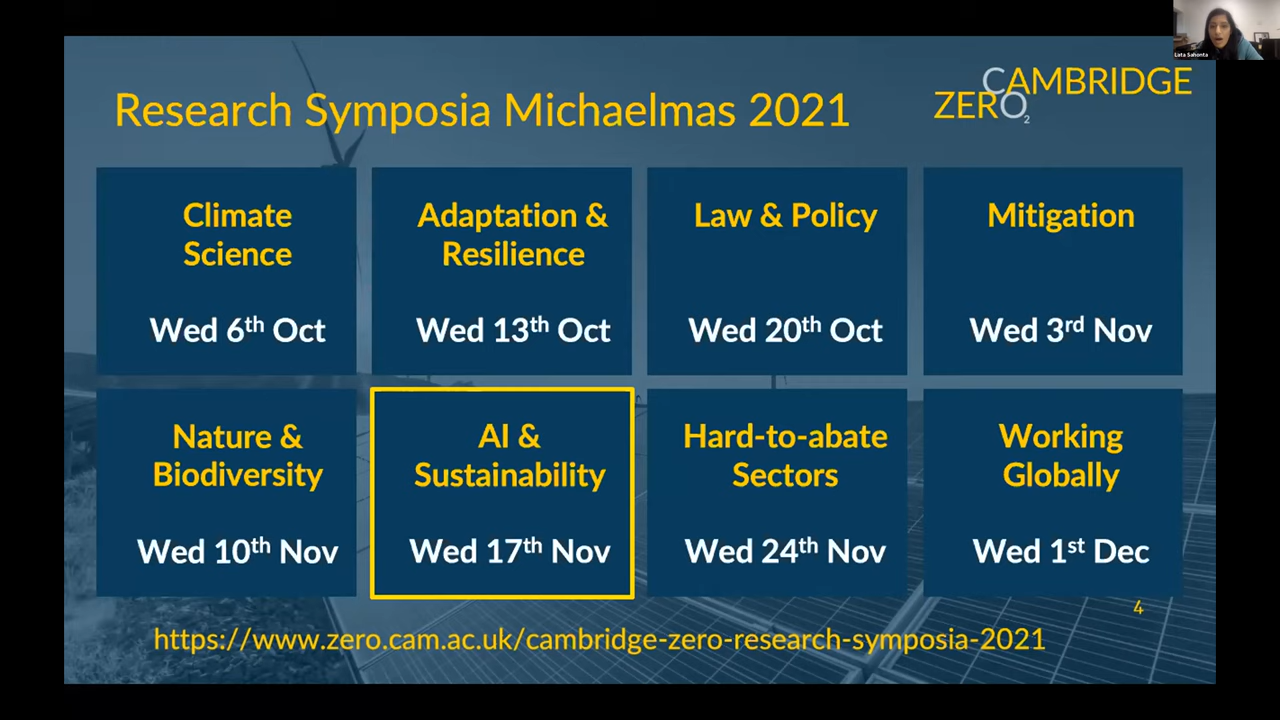 Lata Sahonta
CAMBRIDGE
ZERO₂
Research Symposia Michaelmas 2021
Climate
Science
Wed 6th Oct
Adaptation &
Resilience
Wed 13th Oct
Law & Policy
Wed 20th Oct
Mitigation
Wed 3rd Nov
Nature &
Biodiversity
Wed 10th Nov
AI &
Sustainability
Wed 17th Nov
Hard-to-abate
Sectors
Wed 24th Nov
Working
Globally
Wed 1st Dec
4
https://www.zero.cam.ac.uk/cambridge-zero-research-symposia-2021